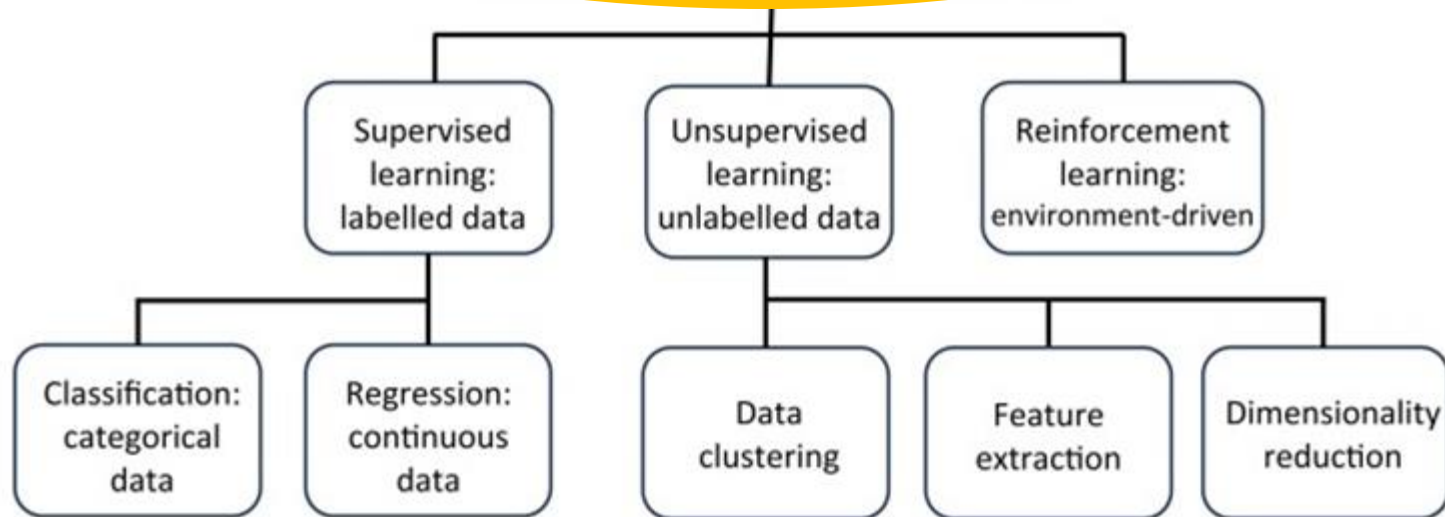 Supervised
learning:
labelled data
Unsupervised
learning:
unlabelled data
Reinforcement
learning:
environment-driven
Classification:
categorical
data
Regression:
continuous
data
Data
clustering
Feature
extraction
Dimensionality
reduction